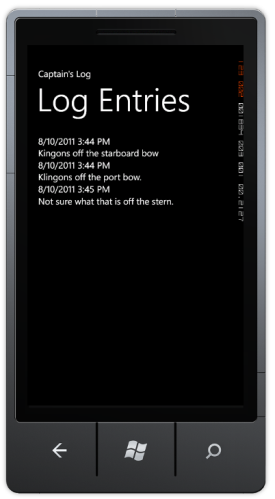 Captain's Log
Log Entries
8/10/2011 3:44 PM
Kingons off the starboard bow
8/10/2011 3:44 PM
Klingons off the port bow.
8/10/2011 3:45 PM
Not sure what that is off the stern.